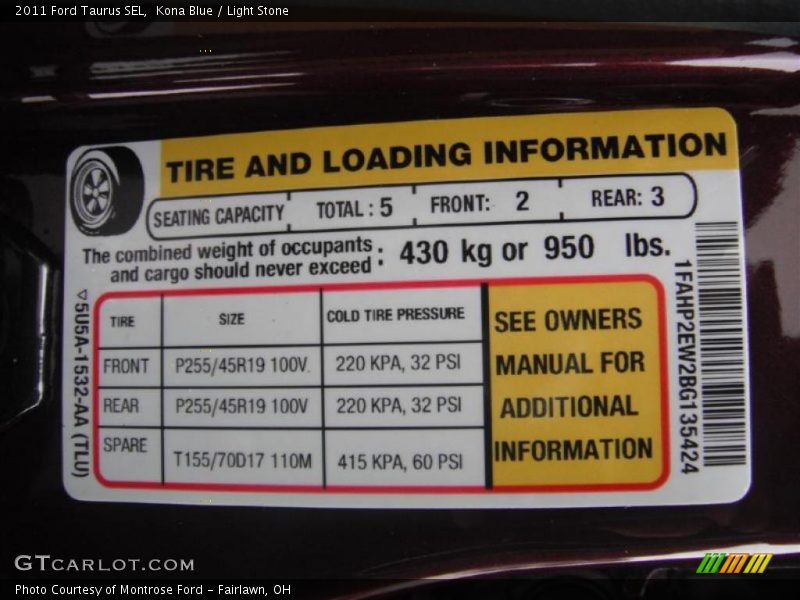 2011 Ford Taurus SEL,  Kona Blue / Light Stone
TIRE AND LOADING INFORMATION
SEATING CAPACITY TOTAL : 5 FRONT: 2 REAR: 3
The combined weight of occupants
and cargo should never exceed : 430 kg or 950 lbs.
TIRE SIZE COLD TIRE PRESSURE
FRONT P255/45R19 100V. 220 KPA, 32 PSI
REAR P255/45R19 100V 220 KPA, 32 PSI
SPARE T155/70D17 110M 415 KPA, 60 PSI
SEE OWNERS
MANUAL FOR
ADDITIONAL
INFORMATION
▽5U5A-1532-AA (TLU)
1FAHP2EW2BG135424
GTCARLOT.COM
Photo Courtesy of Montrose Ford - Fairlawn, OH